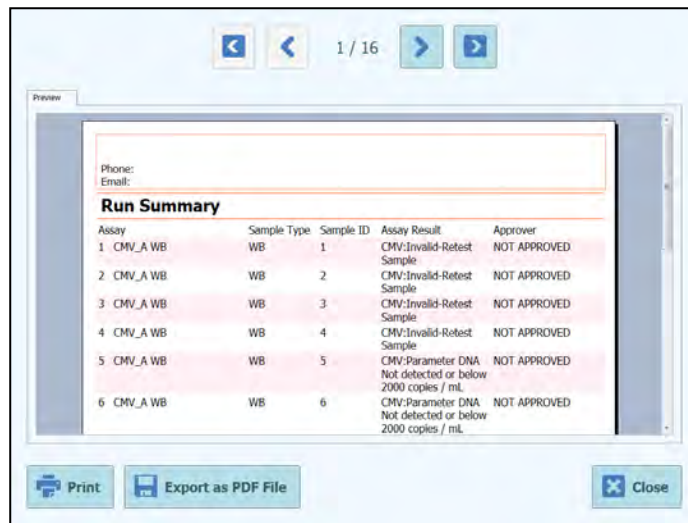 1 / 16
Preview
Phone:
Email:
Run Summary
Assay Sample Type Sample ID Assay Result Approver
1 CMV_A WB WB 1 CMV:Invalid-Retest NOT APPROVED
Sample
2 CMV_A WB WB 2 CMV:Invalid-Retest NOT APPROVED
Sample
3 CMV_A WB WB 3 CMV:Invalid-Retest NOT APPROVED
Sample
4 CMV_A WB WB 4 CMV:Invalid-Retest NOT APPROVED
Sample
5 CMV_A WB WB 5 CMV:Parameter DNA NOT APPROVED
Not detected or below
2000 copies / mL
6 CMV_A WB WB 6 CMV:Parameter DNA NOT APPROVED
Not detected or below
2000 copies / mL
Print Export as PDF File Close